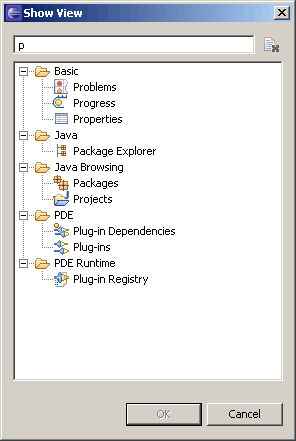 Show View
p
Basic
Problems
Progress
Properties
Java
Package Explorer
Java Browsing
Packages
Projects
PDE
Plug-in Dependencies
Plug-ins
PDE Runtime
Plug-in Registry
OK Cancel